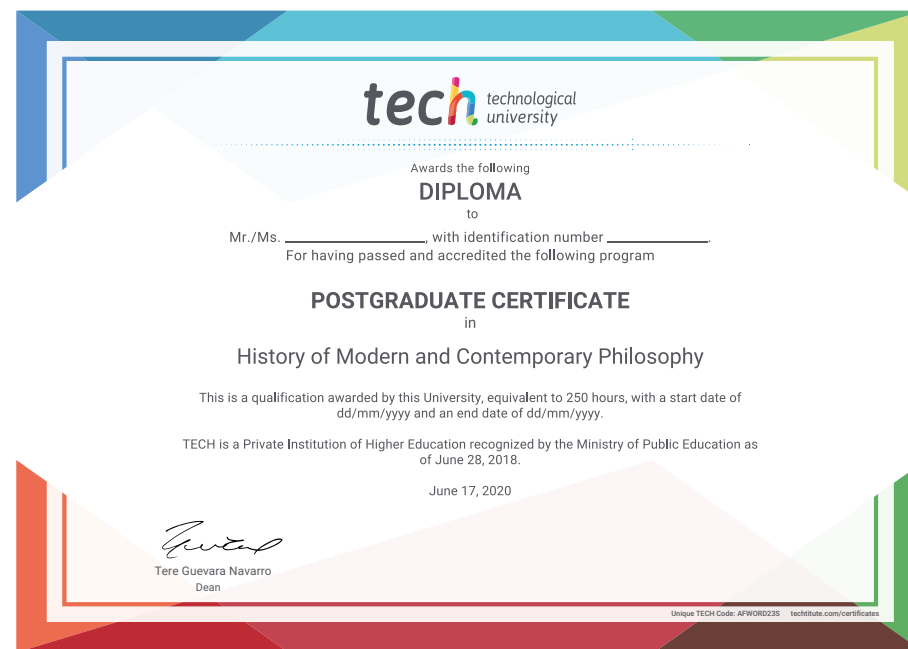 tech technological
university
Awards the following
DIPLOMA
to
Mr./Ms. ____________, with identification number ____________.
For having passed and accredited the following program
POSTGRADUATE CERTIFICATE
in
History of Modern and Contemporary Philosophy
This is a qualification awarded by this University, equivalent to 250 hours, with a start date of
dd/mm/yyyy and an end date of dd/mm/yyyy.
TECH is a Private Institution of Higher Education recognized by the Ministry of Public Education as
of June 28, 2018.
June 17, 2020
Tere Guevara Navarro
Dean
Unique TECH Code: AFWORD23S techtitute.com/certificates